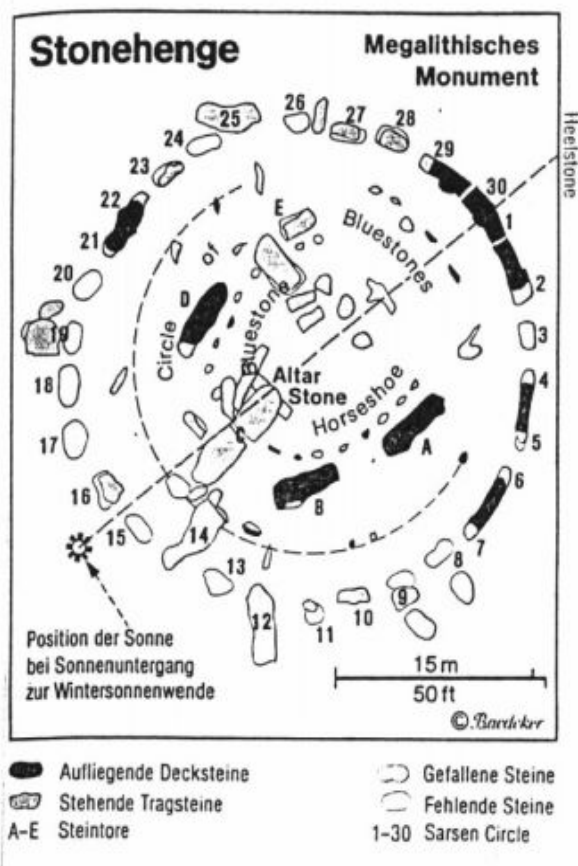 Stonehenge
Megalithisches
Monument
Heelstone
25
26
27
28
24
29
23
30
22
1
21
E
Bluestones
2
20
of
D
Bluestone
3
19
Circle
4
18
Altar
Stone
Horseshoe
17
C
A
5
16
6
B
15
14
7
13
8
12
11
10
9
Position der Sonne
bei Sonnenuntergang
zur Wintersonnenwende
15 m
50 ft
© Baedeker
Aufliegende Decksteine
Gefallene Steine
Stehende Tragsteine
Fehlende Steine
A–E Steintore
1–30 Sarsen Circle